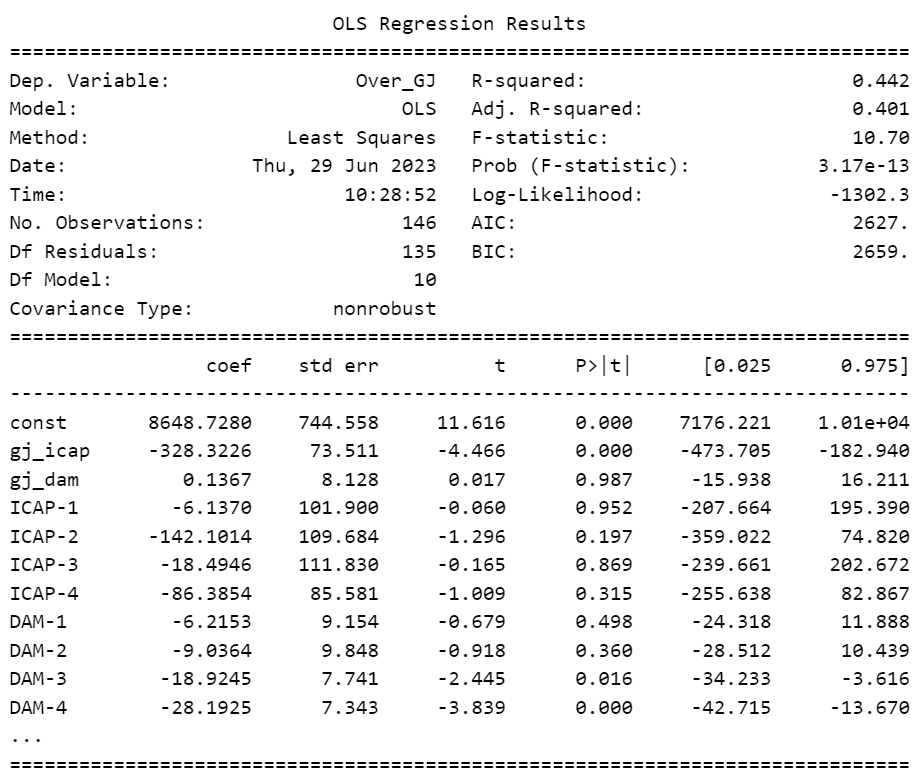 OLS Regression Results
==============================================================================
Dep. Variable:                Over_GJ   R-squared:                       0.442
Model:                            OLS   Adj. R-squared:                  0.401
Method:                 Least Squares   F-statistic:                     10.70
Date:                Thu, 29 Jun 2023   Prob (F-statistic):           3.17e-13
Time:                        10:28:52   Log-Likelihood:                -1302.3
No. Observations:                 146   AIC:                             2627.
Df Residuals:                     135   BIC:                             2659.
Df Model:                          10
Covariance Type:            nonrobust
==============================================================================
                 coef    std err          t      P>|t|      [0.025      0.975]
------------------------------------------------------------------------------
const       8648.7280    744.558     11.616      0.000    7176.221    1.01e+04
gj_icap     -328.3226     73.511     -4.466      0.000    -473.705    -182.940
gj_dam         0.1367      8.128      0.017      0.987     -15.938      16.211
ICAP-1        -6.1370    101.900     -0.060      0.952    -207.664     195.390
ICAP-2      -142.1014    109.684     -1.296      0.197    -359.022      74.820
ICAP-3       -18.4946    111.830     -0.165      0.869    -239.661     202.672
ICAP-4       -86.3854     85.581     -1.009      0.315    -255.638      82.867
DAM-1         -6.2153      9.154     -0.679      0.498     -24.318      11.888
DAM-2         -9.0364      9.848     -0.918      0.360     -28.512      10.439
DAM-3        -18.9245      7.741     -2.445      0.016     -34.233      -3.616
DAM-4        -28.1925      7.343     -3.839      0.000     -42.715     -13.670
...
==============================================================================